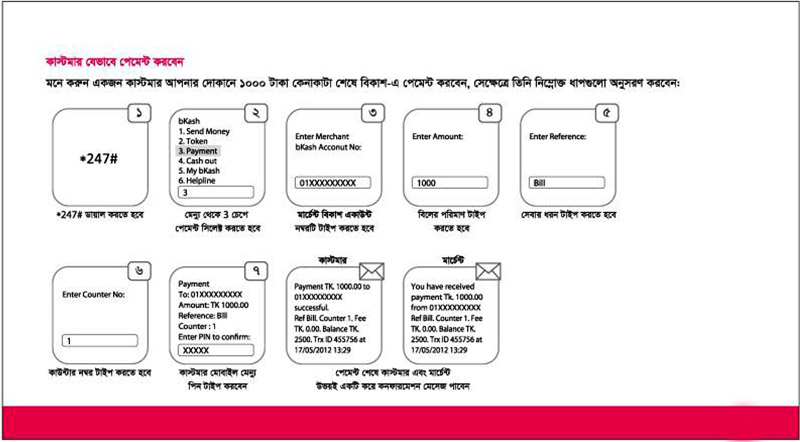 কাস্টমার যেভাবে পেমেন্ট করবেন
মনে করুন একজন কাস্টমার আপনার দোকানে ১০০০ টাকা কেনাকাটা শেষে বিকাশ-এ পেমেন্ট করবেন, সেক্ষেত্রে তিনি নিম্নোক্ত ধাপগুলো অনুসরণ করবেন:
১
*247#
*247# ডায়াল করতে হবে
২
bKash
1. Send Money
2. Token
3. Payment
4. Cash out
5. My bKash
6. Helpline
3
মেন্যু থেকে 3 চেপে
পেমেন্ট সিলেক্ট করতে হবে
৩
Enter Merchant
bKash Acconut No:
01XXXXXXXXX
মার্চেন্ট বিকাশ একাউন্ট
নম্বরটি টাইপ করতে হবে
৪
Enter Amount:
1000
বিলের পরিমাণ টাইপ
করতে হবে
৫
Enter Reference:
Bill
সেবার ধরন টাইপ করতে হবে
৬
Enter Counter No:
1
কাউন্টার নম্বর টাইপ করতে হবে
৭
Payment
To: 01XXXXXXXXX
Amount: TK 1000.00
Reference: Bill
Counter : 1
Enter PIN to confirm:
XXXXX
কাস্টমার মোবাইল মেন্যু
পিন টাইপ করবেন
কাস্টমার
Payment TK. 1000.00 to
01XXXXXXXXX
successful.
Ref Bill. Counter 1. Fee
TK. 0.00. Balance TK.
2500. Trx ID 455756 at
17/05/2012 13:29
মার্চেন্ট
You have received
payment Tk. 1000.00
from 01XXXXXXXXX
Ref Bill. Counter 1. Fee
TK. 0.00. Balance TK.
2500. Trx ID 455756 at
17/05/2012 13:29
পেমেন্ট শেষে কাস্টমার এবং মার্চেন্ট
উভয়ই একটি করে কনফারমেশন মেসেজ পাবেন